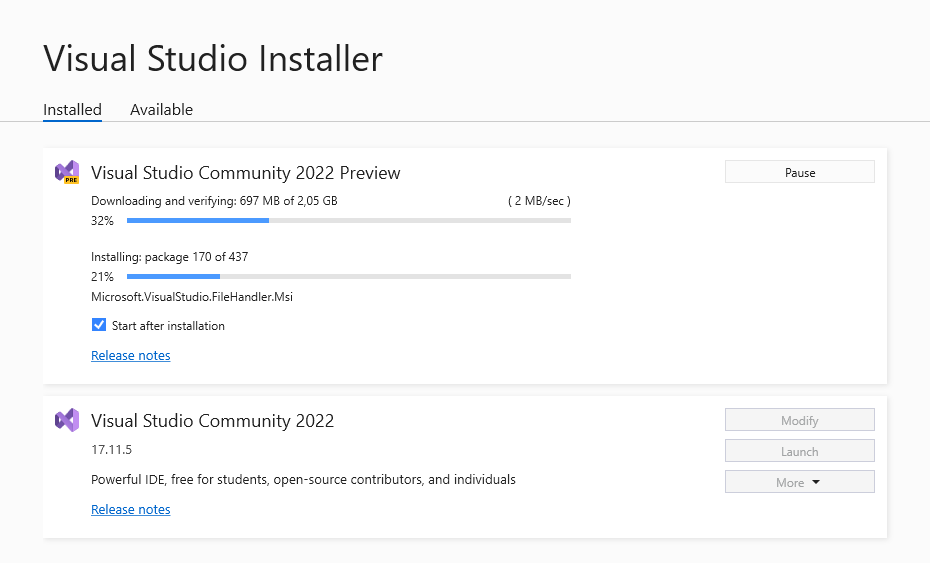 Visual Studio Installer
Installed Available
PRE
Visual Studio Community 2022 Preview
Pause
Downloading and verifying: 697 MB of 2,05 GB ( 2 MB/sec )
32%
Installing: package 170 of 437
21%
Microsoft.VisualStudio.FileHandler.Msi
Start after installation
Release notes
Visual Studio Community 2022
Modify
17.11.5
Launch
Powerful IDE, free for students, open-source contributors, and individuals
More
Release notes